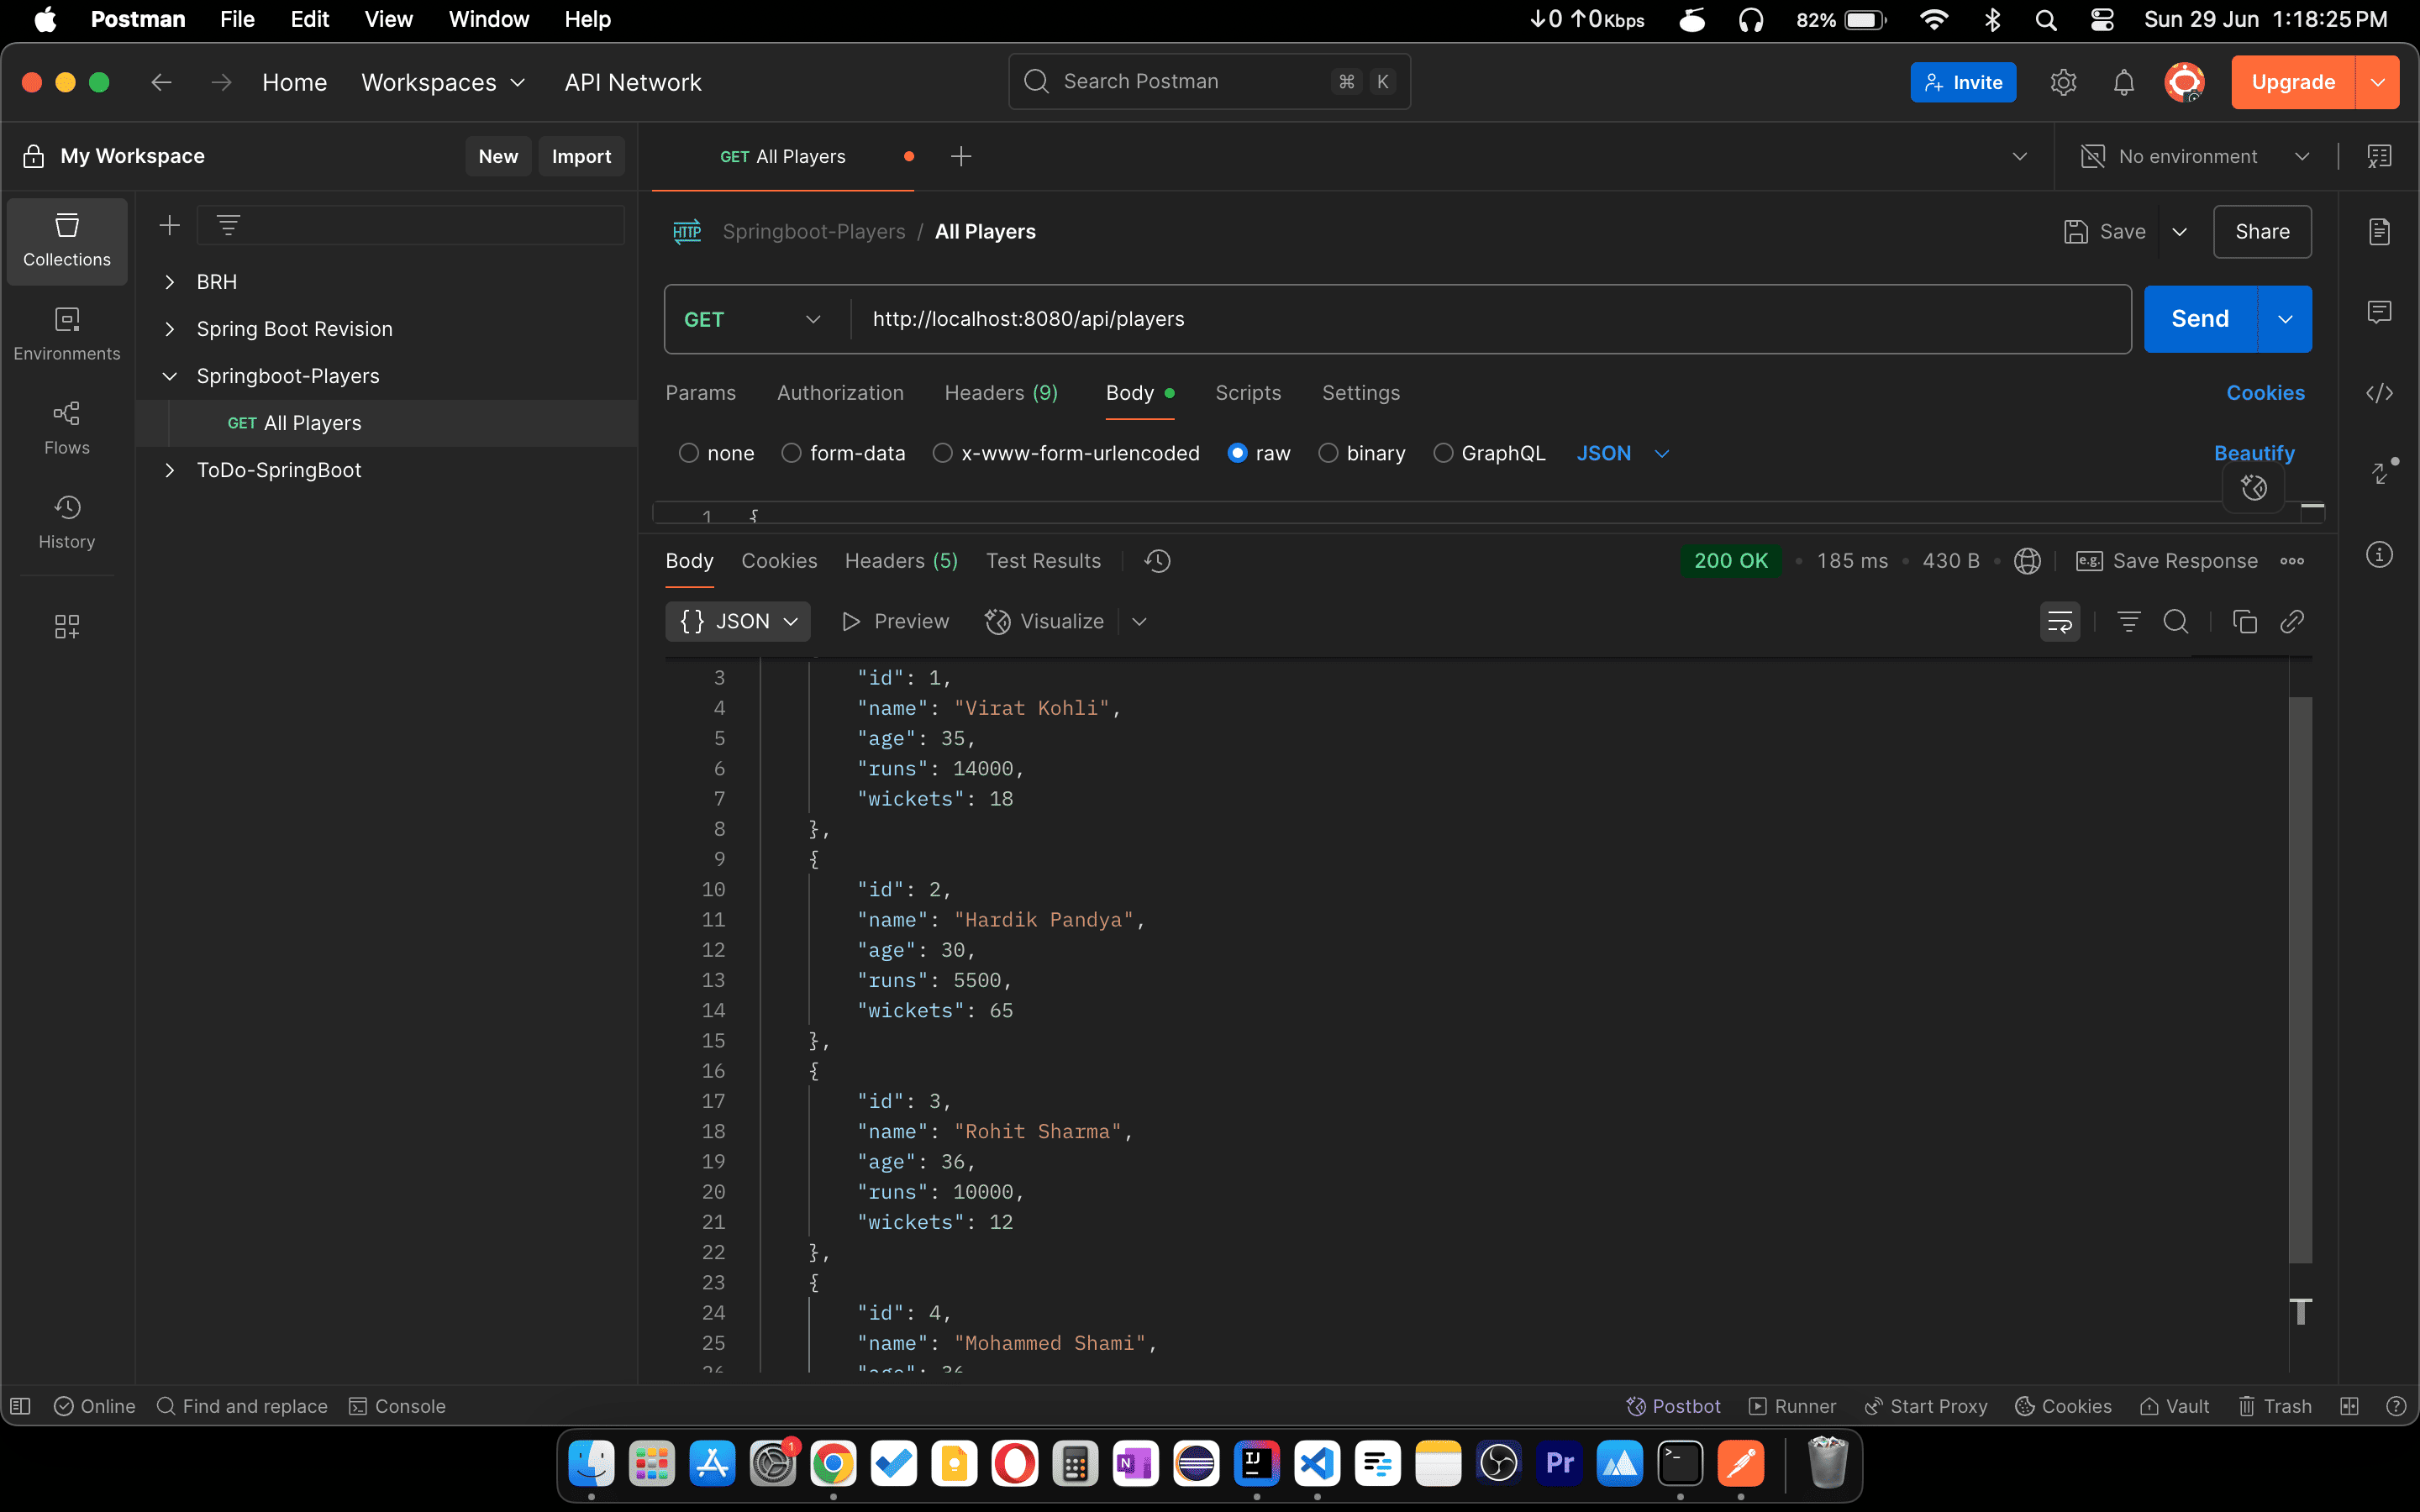 Postman File Edit View Window Help ↓0 ↑0Kbps 82% Sun 29 Jun 1:18:25 PM
Home Workspaces API Network Search Postman ⌘ K Invite Upgrade
My Workspace New Import GET All Players No environment
Collections
Environments
Flows
History
BRH
Spring Boot Revision
Springboot-Players
GET All Players
ToDo-SpringBoot
HTTP Springboot-Players / All Players Save Share
GET http://localhost:8080/api/players Send
Params Authorization Headers (9) Body Scripts Settings Cookies
none form-data x-www-form-urlencoded raw binary GraphQL JSON Beautify
1 {
Body Cookies Headers (5) Test Results 200 OK • 185 ms • 430 B • e.g. Save Response
{} JSON Preview Visualize
3 "id": 1,
4 "name": "Virat Kohli",
5 "age": 35,
6 "runs": 14000,
7 "wickets": 18
8 },
9 {
10 "id": 2,
11 "name": "Hardik Pandya",
12 "age": 30,
13 "runs": 5500,
14 "wickets": 65
15 },
16 {
17 "id": 3,
18 "name": "Rohit Sharma",
19 "age": 36,
20 "runs": 10000,
21 "wickets": 12
22 },
23 {
24 "id": 4,
25 "name": "Mohammed Shami",
26 "age": 36
Online Find and replace Console Postbot Runner Start Proxy Cookies Vault Trash
1 N IJ Pr